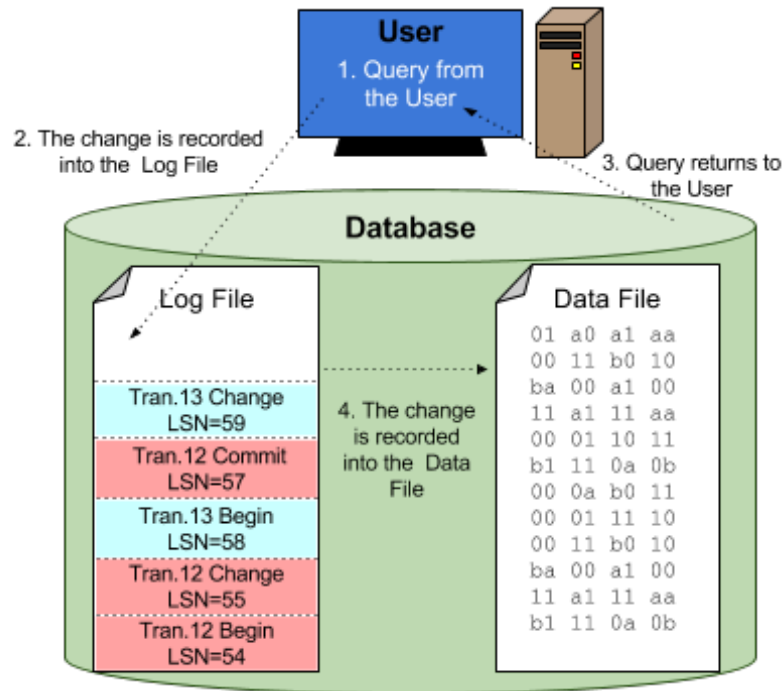 User
1. Query from
the User
2. The change is recorded
into the Log File
3. Query returns to
the User
Database
Log File
Tran.13 Change
LSN=59
Tran.12 Commit
LSN=57
Tran.13 Begin
LSN=58
Tran.12 Change
LSN=55
Tran.12 Begin
LSN=54
4. The change
is recorded
into the Data
File
Data File
01 a0 a1 aa
00 11 b0 10
ba 00 a1 00
11 a1 11 aa
00 01 10 11
b1 11 0a 0b
00 0a b0 11
00 01 11 10
00 11 b0 10
ba 00 a1 00
11 a1 11 aa
b1 11 0a 0b